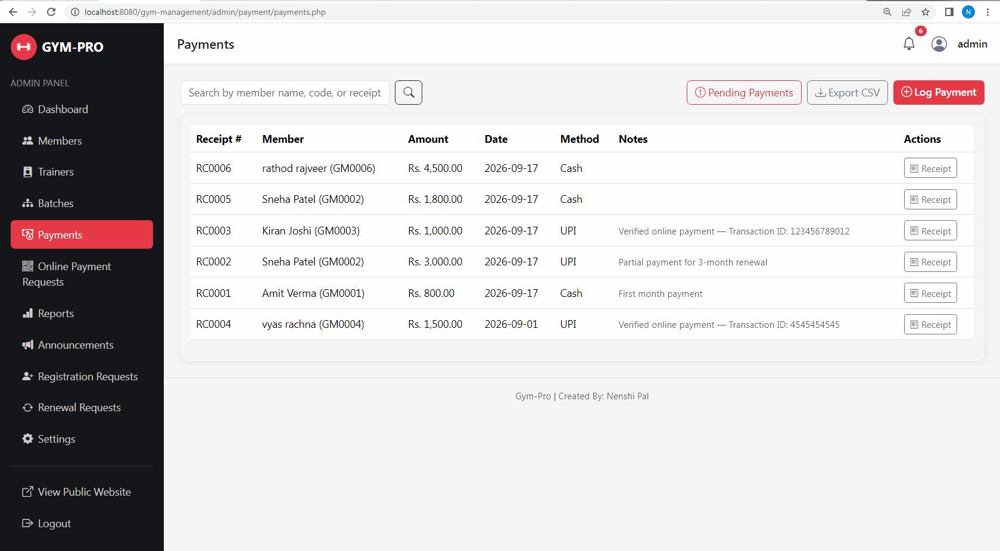 localhost:8080/gym-management/admin/payment/payments.php
N
GYM-PRO
ADMIN PANEL
Dashboard
Members
Trainers
Batches
Payments
Online Payment
Requests
Reports
Announcements
Registration Requests
Renewal Requests
Settings
View Public Website
Logout
Payments
6
admin
Search by member name, code, or receipt
Pending Payments
Export CSV
Log Payment
Receipt # Member Amount Date Method Notes Actions
RC0006 rathod rajveer (GM0006) Rs. 4,500.00 2026-09-17 Cash Receipt
RC0005 Sneha Patel (GM0002) Rs. 1,800.00 2026-09-17 Cash Receipt
RC0003 Kiran Joshi (GM0003) Rs. 1,000.00 2026-09-17 UPI Verified online payment — Transaction ID: 123456789012 Receipt
RC0002 Sneha Patel (GM0002) Rs. 3,000.00 2026-09-17 UPI Partial payment for 3-month renewal Receipt
RC0001 Amit Verma (GM0001) Rs. 800.00 2026-09-17 Cash First month payment Receipt
RC0004 vyas rachna (GM0004) Rs. 1,500.00 2026-09-01 UPI Verified online payment — Transaction ID: 4545454545 Receipt
Gym-Pro | Created By: Nenshi Pal